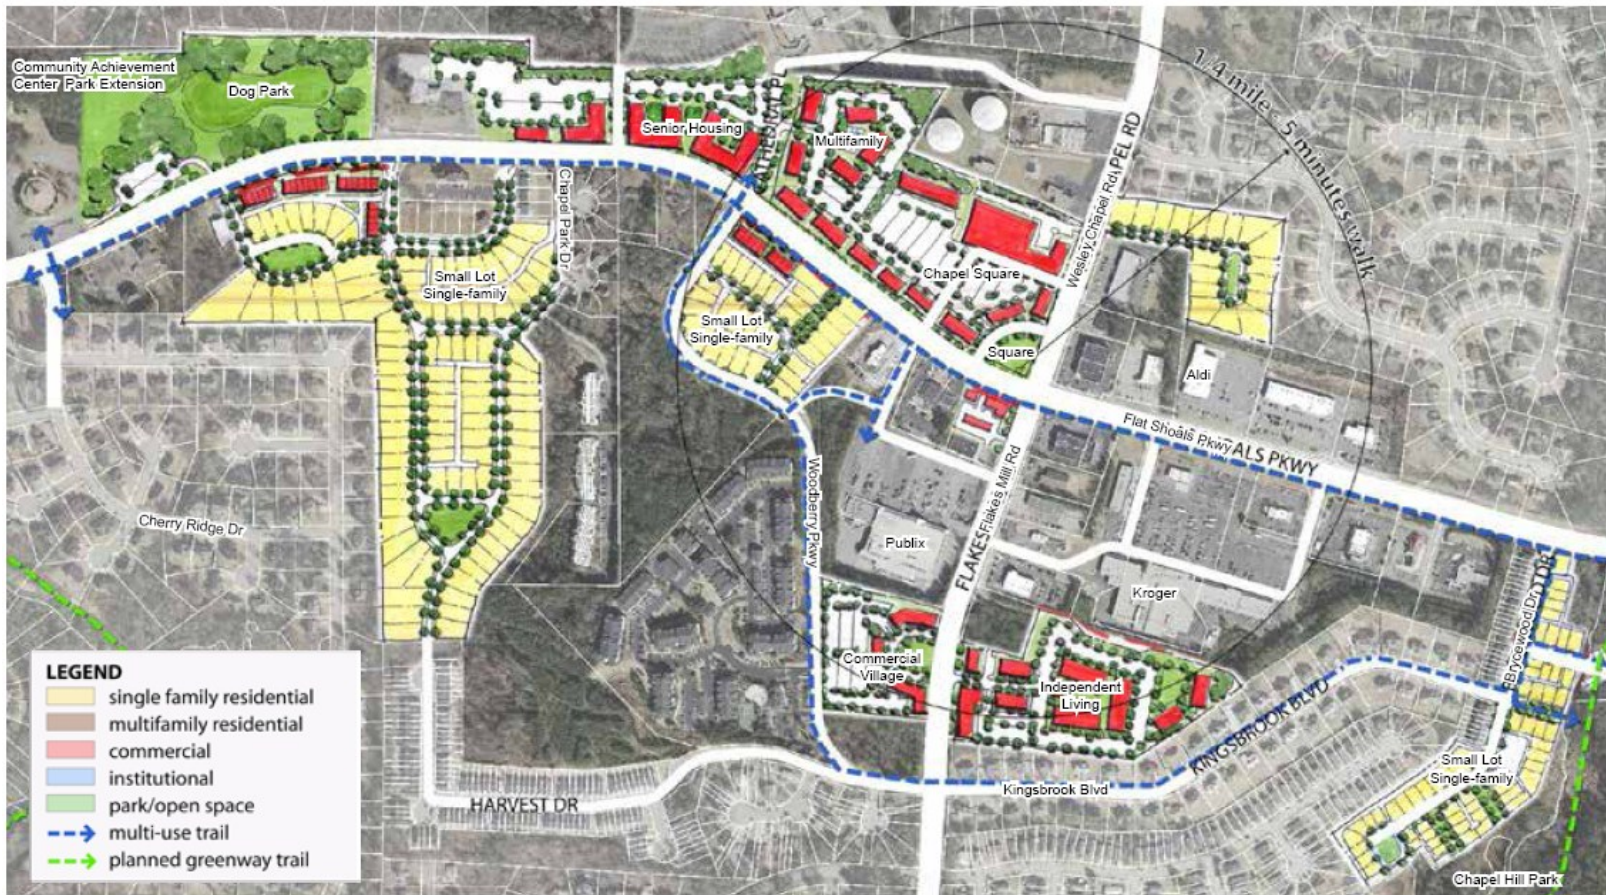 Community Achievement
Center Park Extension
Dog Park
Senior Housing
Multifamily
1/4 mile - 5 minutes walk
Wesley Chapel Rd
PEL RD
Chapel Park Dr
Small Lot
Single-family
Small Lot
Single-family
Chapel Square
Square
Aldi
Flat Shoals Pkwy
ALS PKWY
Flakes Mill Rd
FLAKES
Woodberry Pkwy
Publix
Kroger
Cherry Ridge Dr
Commercial
Village
Independent
Living
Brycewood Dr
DR
KINGSBROOK BLVD
Kingsbrook Blvd
HARVEST DR
Small Lot
Single-family
Chapel Hill Park
LEGEND
single family residential
multifamily residential
commercial
institutional
park/open space
multi-use trail
planned greenway trail